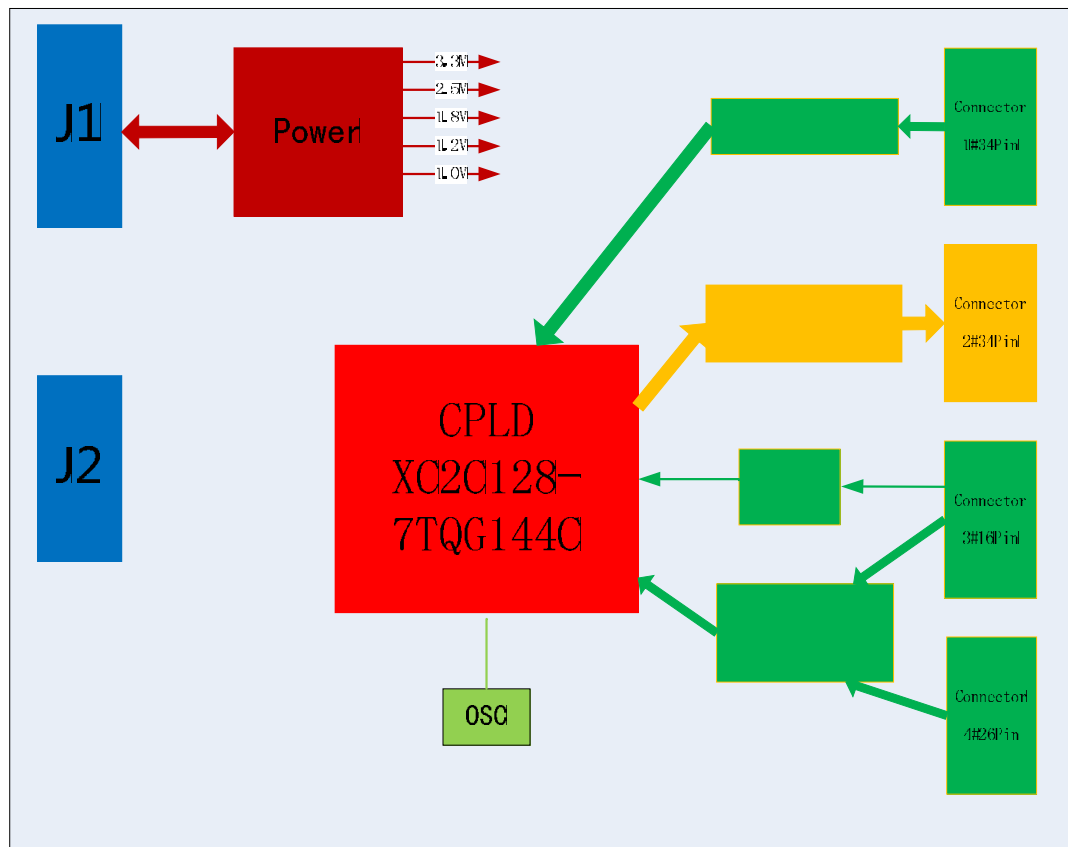 J1
Power
3.3V
2.5V
1.8V
1.2V
1.0V
Connector
1#34Pin
Connector
2#34Pin
J2
CPLD
XC2C128-
7TQG144C
Connector
3#16Pin
OSC
Connector
4#26Pin